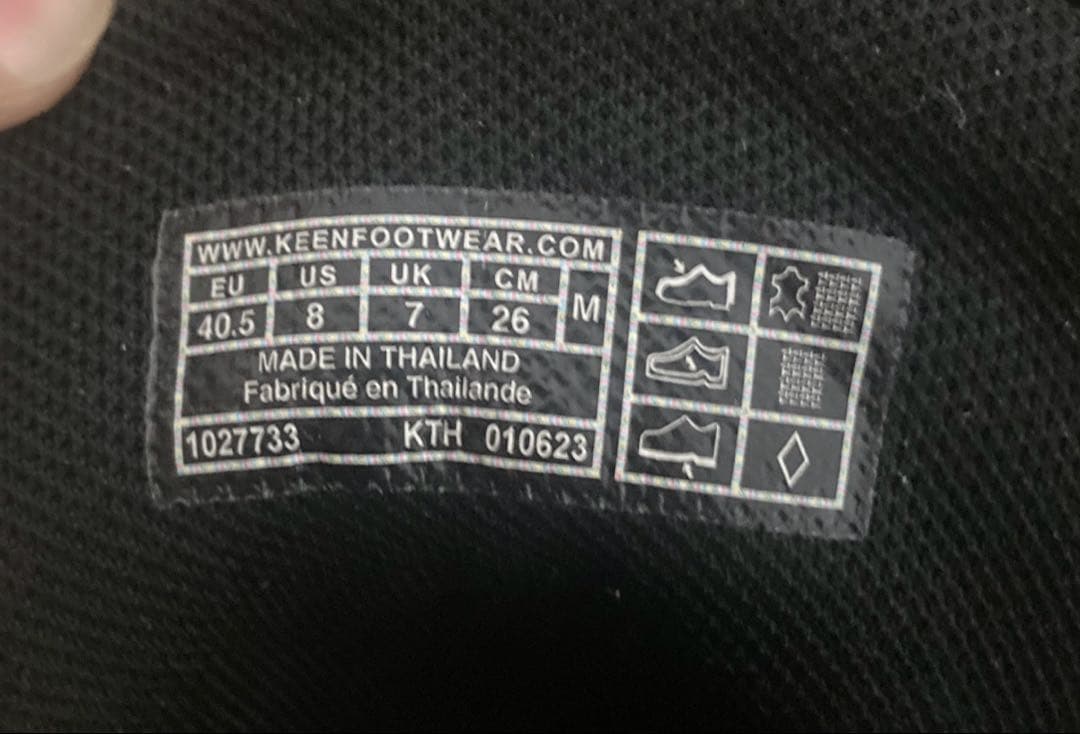 WWW.KEENFOOTWEAR.COM
EU US UK CM M
40.5 8 7 26
MADE IN THAILAND
Fabriqué en Thailande
1027733 KTH 010623